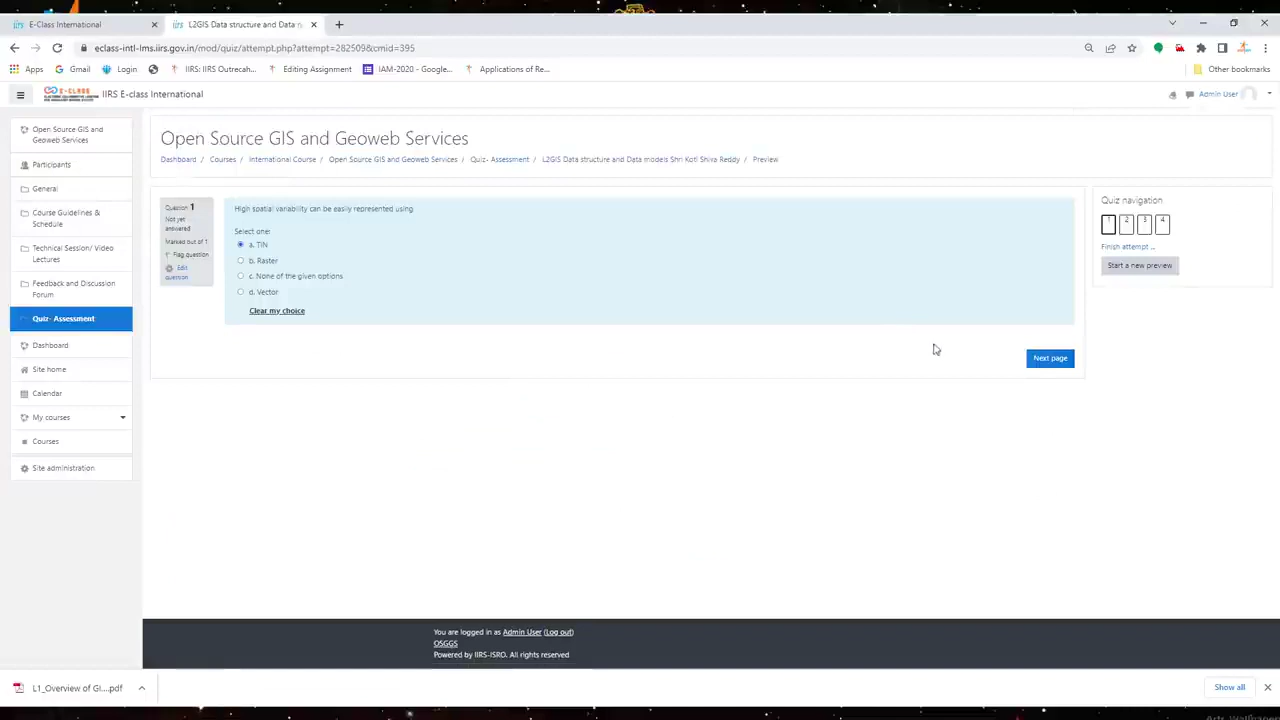 E-Class International
L2GIS Data structure and Data n
eclass-intl-lms.iirs.gov.in/mod/quiz/attempt.php?attempt=282509&cmid=395
Apps
Gmail
Login
IIRS: IIRS Outrecah...
Editing Assignment
IAM-2020 - Google...
Applications of Re...
Other bookmarks
E-CLASS
IIRS E-class International
Admin User
Open Source GIS and Geoweb Services
Participants
General
Course Guidelines & Schedule
Technical Session/ Video Lectures
Feedback and Discussion Forum
Quiz- Assessment
Dashboard
Site home
Calendar
My courses
Courses
Site administration
Open Source GIS and Geoweb Services
Dashboard / Courses / International Course / Open Source GIS and Geoweb Services / Quiz- Assessment / L2GIS Data structure and Data models Shri Koti Shiva Reddy / Preview
Question 1
Not yet answered
Marked out of 1
Flag question
Edit question
High spatial variability can be easily represented using
Select one:
a. TIN
b. Raster
c. None of the given options
d. Vector
Clear my choice
Next page
Quiz navigation
1 2 3 4
Finish attempt ...
Start a new preview
You are logged in as Admin User (Log out)
OSGGS
Powered by IIRS-ISRO. All rights reserved
L1_Overview of GI....pdf
Show all